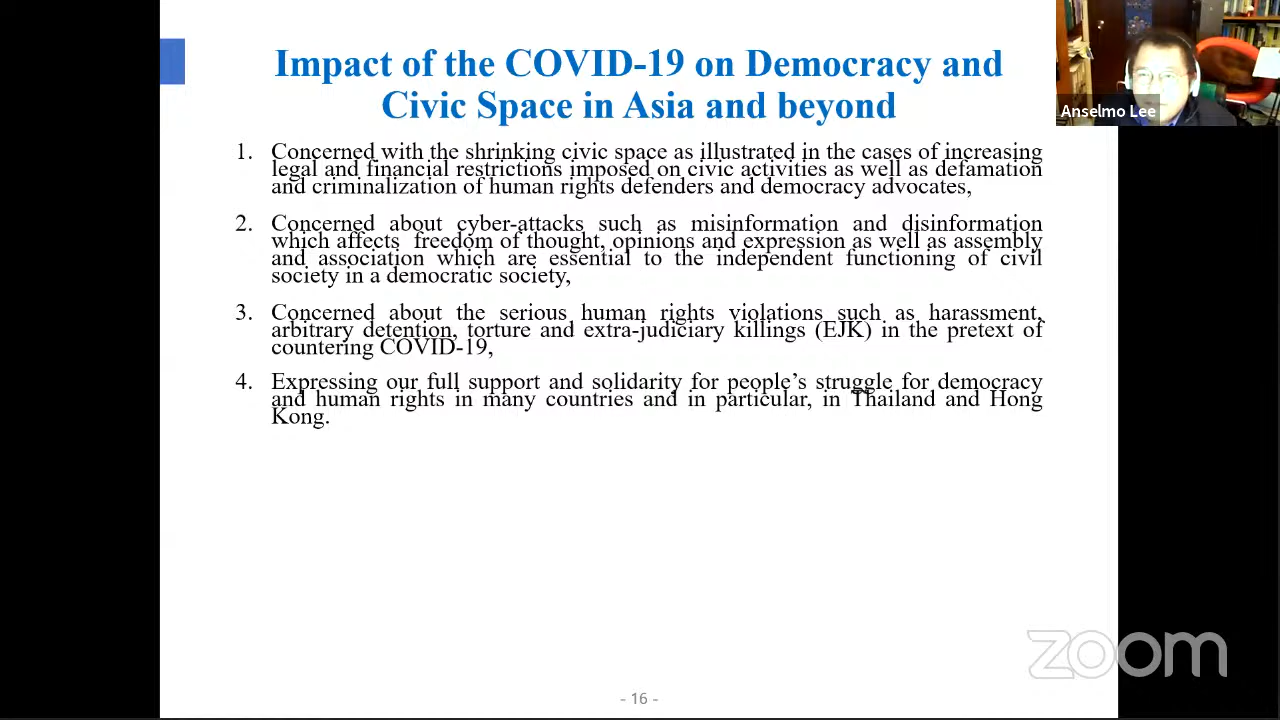 Impact of the COVID-19 on Democracy and
Civic Space in Asia and beyond
Anselmo Lee
1. Concerned with the shrinking civic space as illustrated in the cases of increasing
legal and financial restrictions imposed on civic activities as well as defamation
and criminalization of human rights defenders and democracy advocates,
2. Concerned about cyber-attacks such as misinformation and disinformation
which affects freedom of thought, opinions and expression as well as assembly
and association which are essential to the independent functioning of civil
society in a democratic society,
3. Concerned about the serious human rights violations such as harassment,
arbitrary detention, torture and extra-judiciary killings (EJK) in the pretext of
countering COVID-19,
4. Expressing our full support and solidarity for people’s struggle for democracy
and human rights in many countries and in particular, in Thailand and Hong
Kong.
zoom
- 16 -